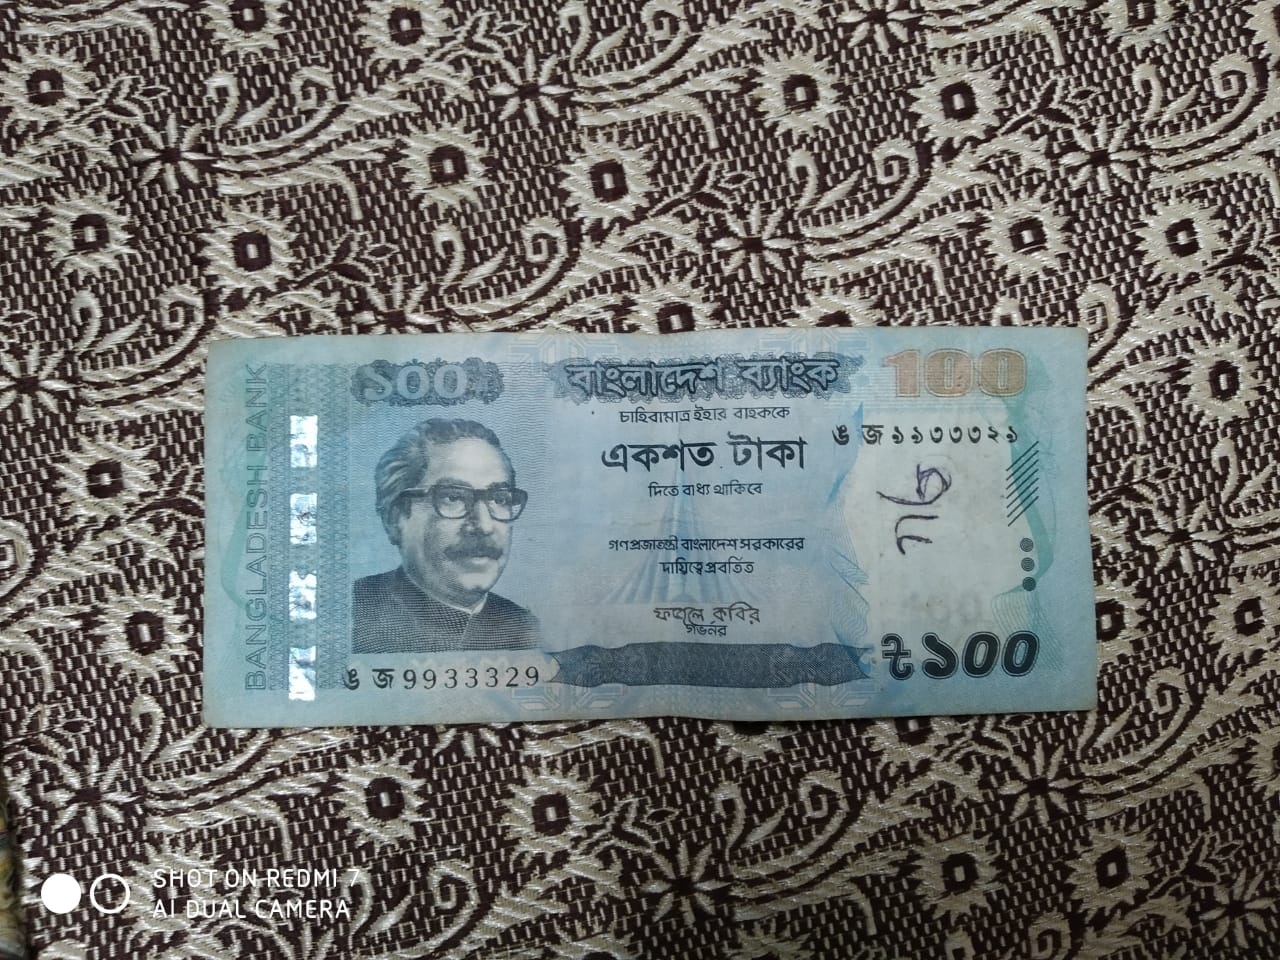 BANGLADESH BANK
১০০
বাংলাদেশ ব্যাংক
100
চাহিবামাত্র ইহার বাহককে
একশত টাকা
দিতে বাধ্য থাকিবে
ঙ জ ৯৯৩৩৩২৯
গণপ্রজাতন্ত্রী বাংলাদেশ সরকারের
দায়িত্বে প্রবর্তিত
ফজলে কবির
গভর্নর
৳১০০
ঙ জ 9933329
SHOT ON REDMI 7
AI DUAL CAMERA